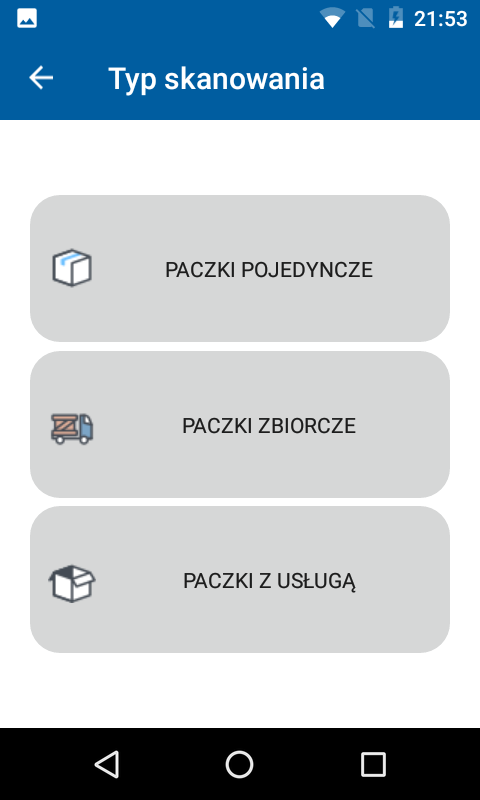 21:53
Typ skanowania
PACZKI POJEDYNCZE
PACZKI ZBIORCZE
PACZKI Z USŁUGĄ